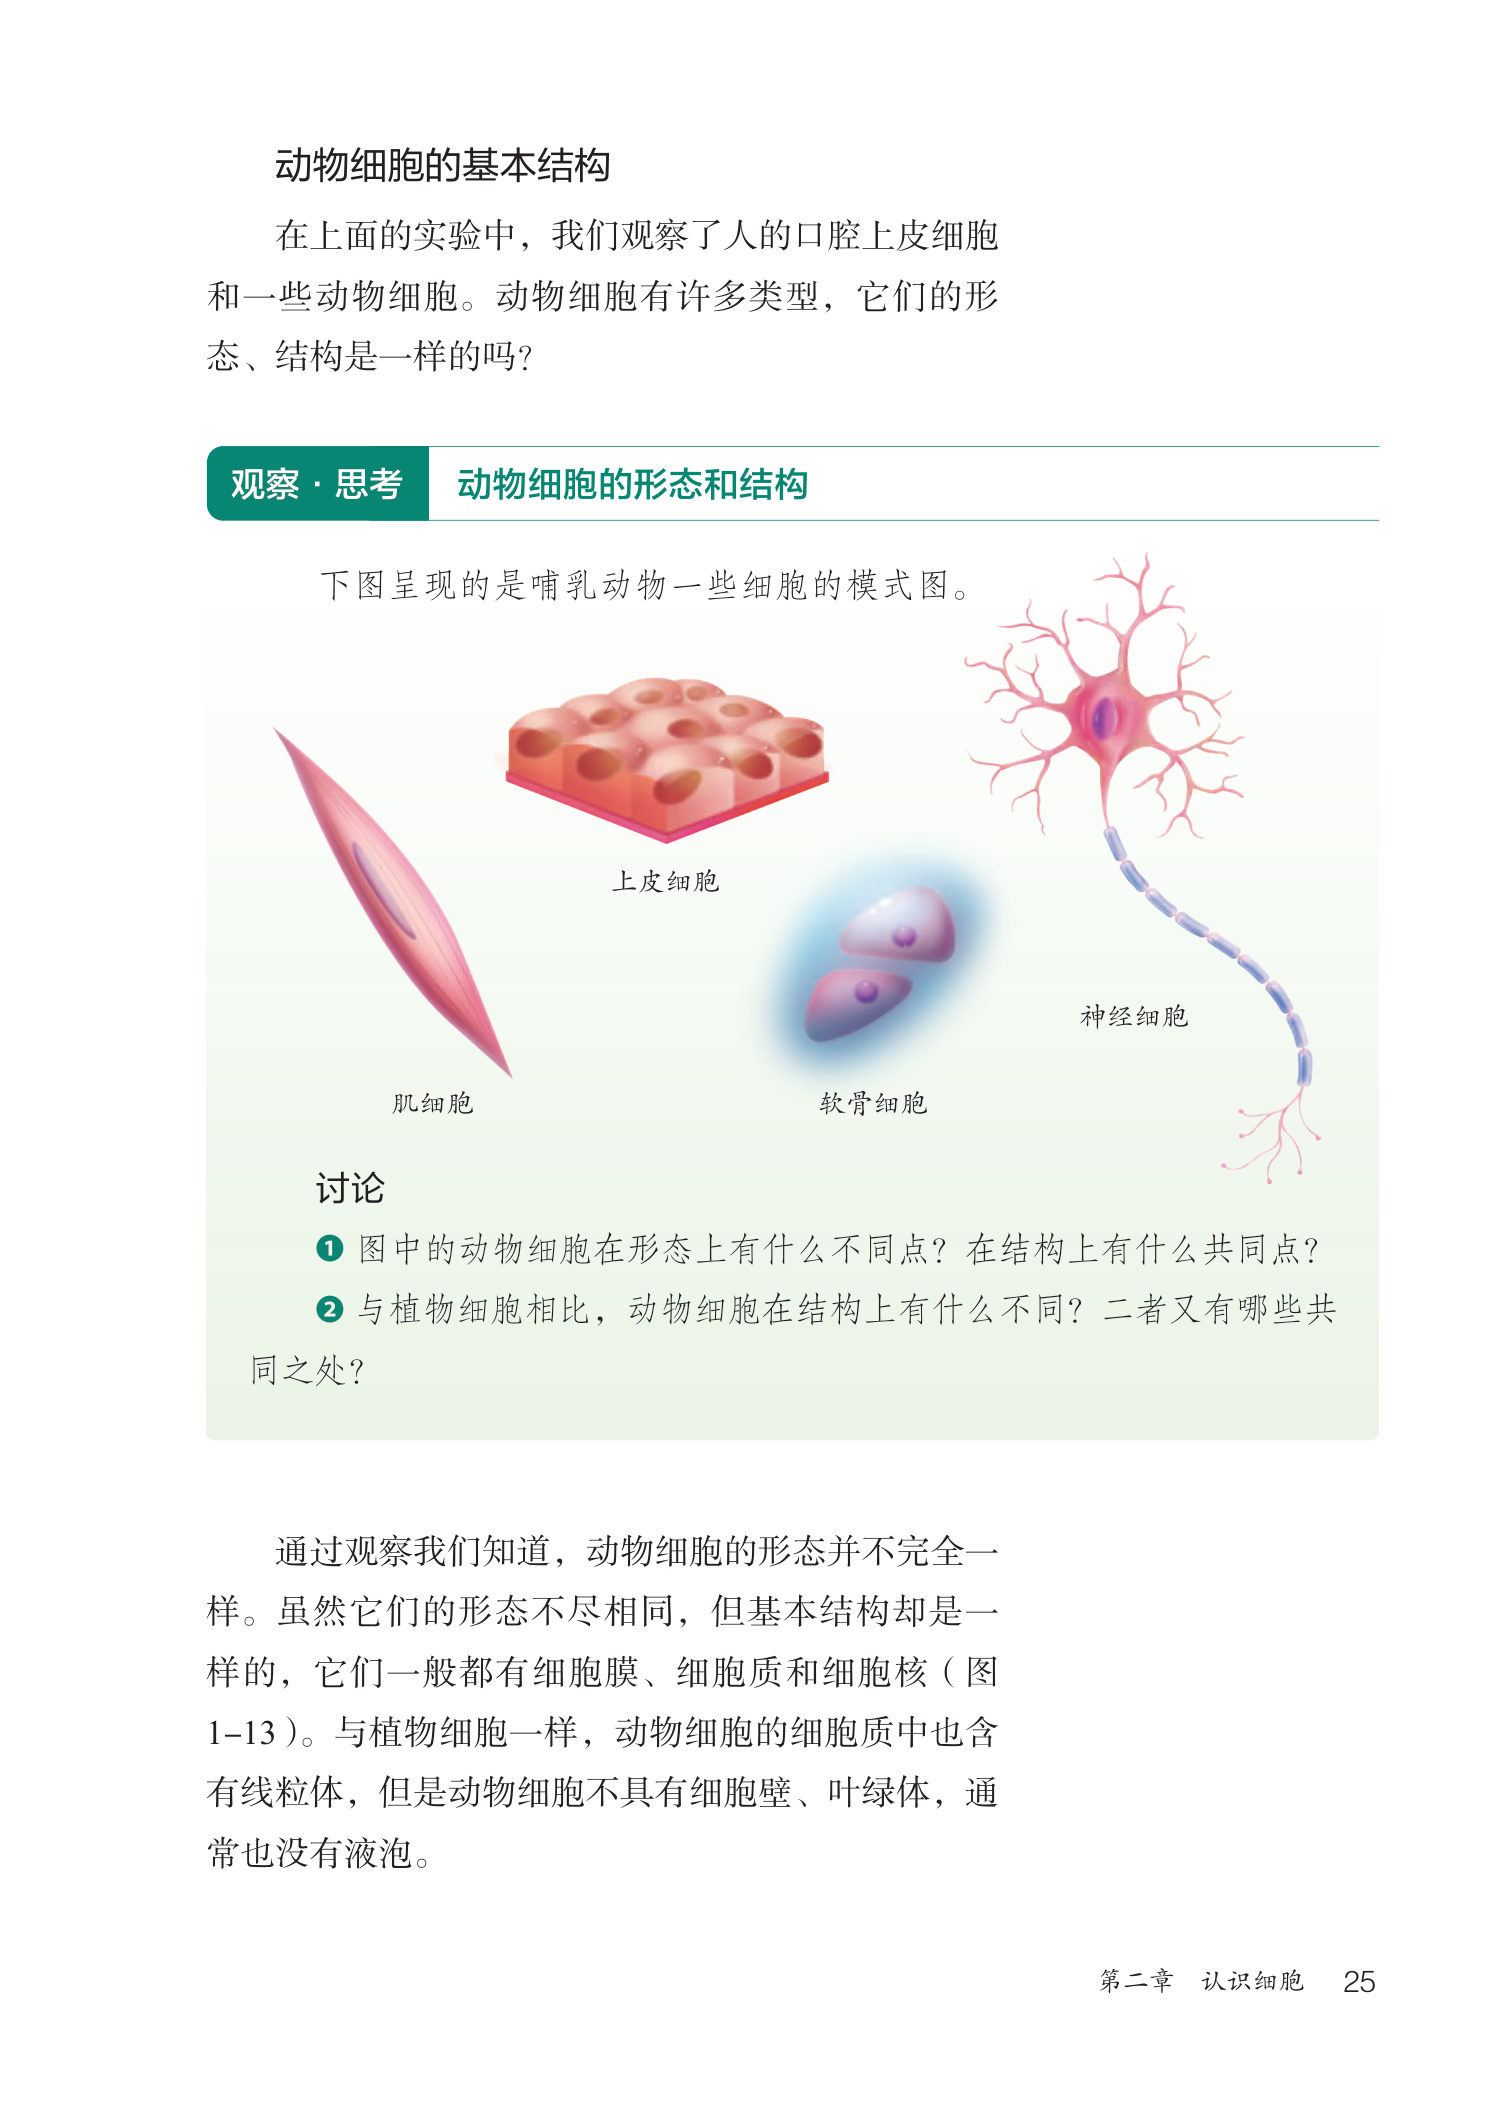 动物细胞的基本结构
在上面的实验中，我们观察了人的口腔上皮细胞
和一些动物细胞。动物细胞有许多类型，它们的形
态、结构是一样的吗？
观察·思考 动物细胞的形态和结构
下图呈现的是哺乳动物一些细胞的模式图。
上皮细胞
神经细胞
肌细胞
软骨细胞
讨论
❶ 图中的动物细胞在形态上有什么不同点？在结构上有什么共同点？
❷ 与植物细胞相比，动物细胞在结构上有什么不同？二者又有哪些共
同之处？
通过观察我们知道，动物细胞的形态并不完全一
样。虽然它们的形态不尽相同，但基本结构却是一
样的，它们一般都有细胞膜、细胞质和细胞核（图
1-13）。与植物细胞一样，动物细胞的细胞质中也含
有线粒体，但是动物细胞不具有细胞壁、叶绿体，通
常也没有液泡。
第二章 认识细胞 25